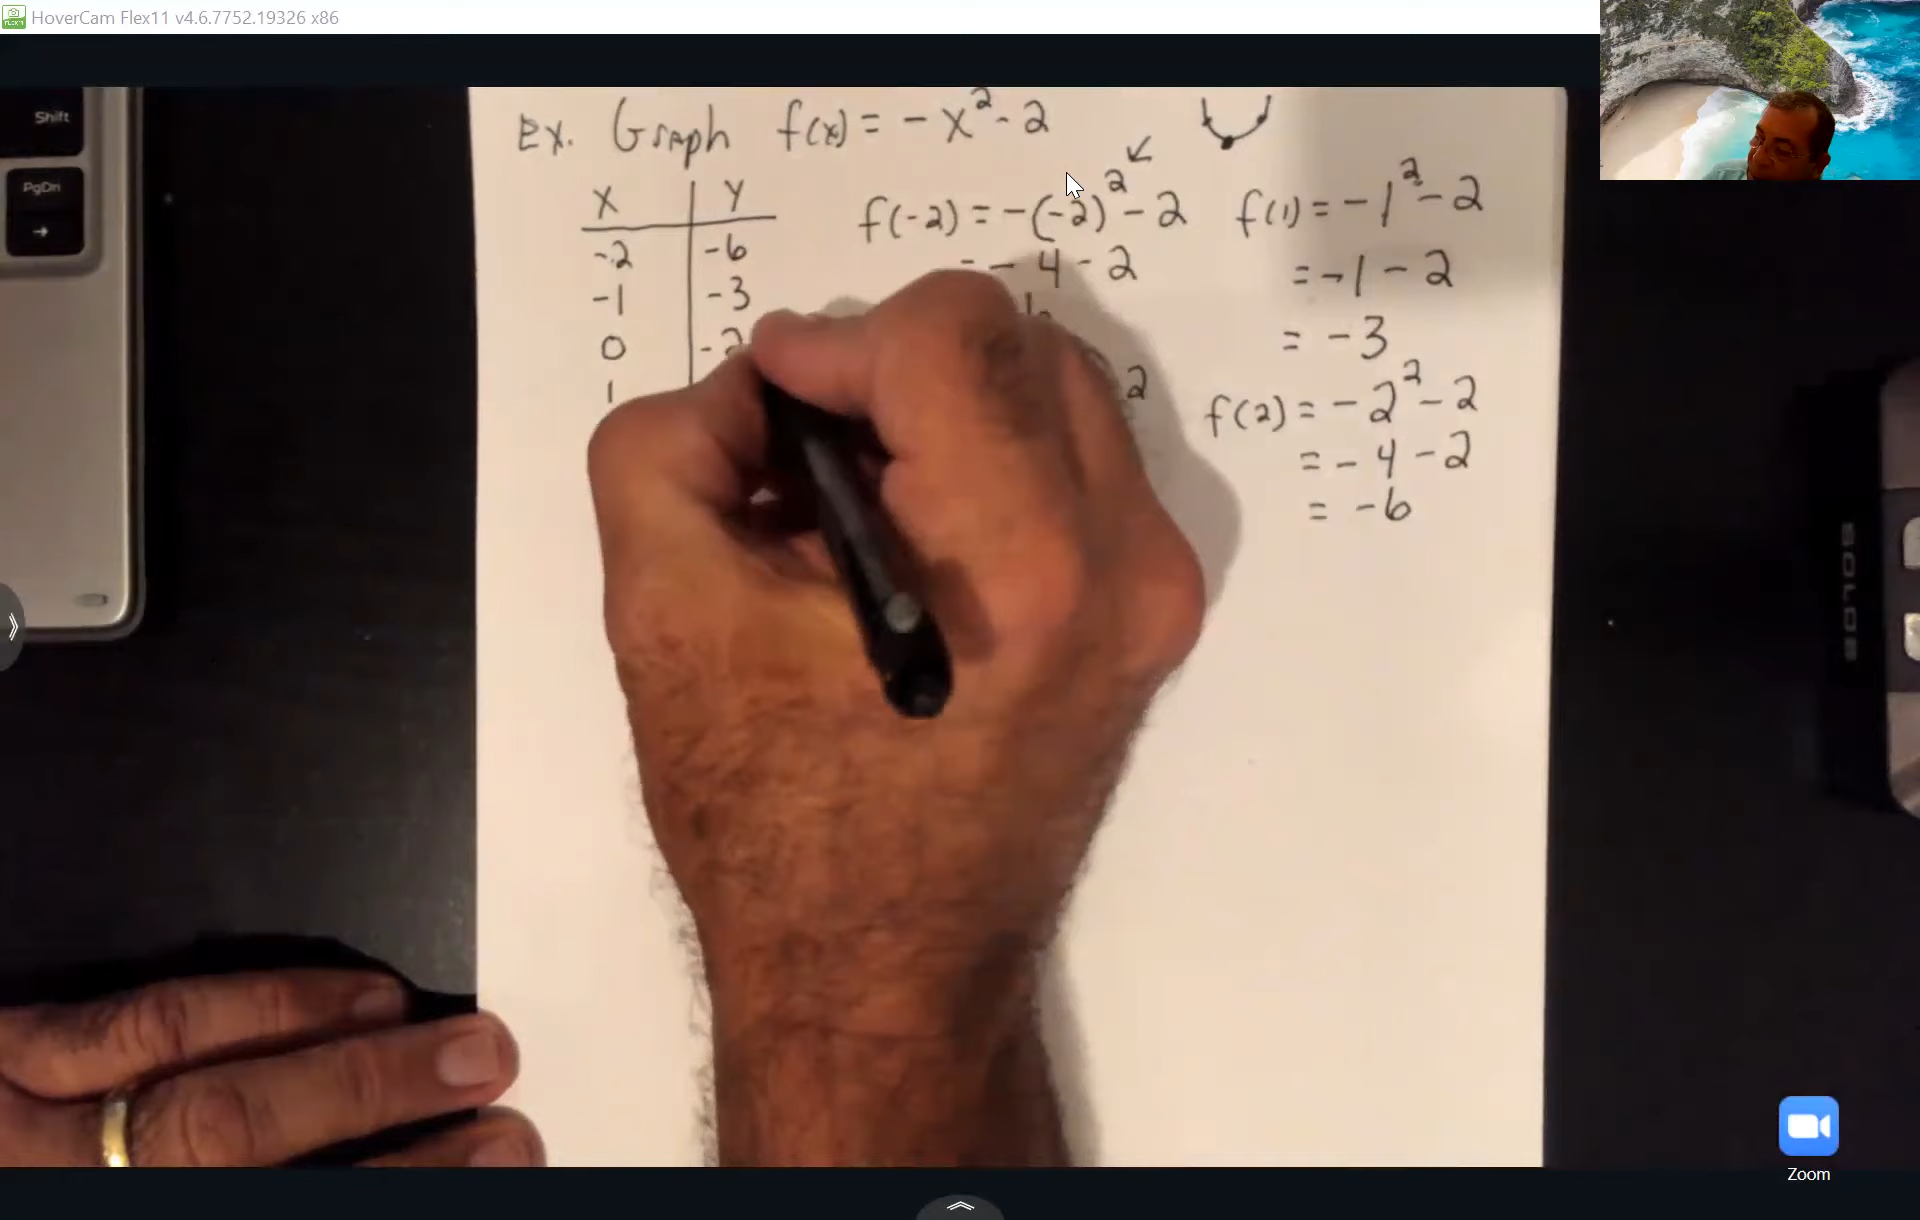 HoverCam Flex11 v4.6.7752.19326 x86
Shift
PgDn
→
Ex. Graph f(x) = -x² - 2
X | Y
-2 | -6
-1 | -3
0 | -2
1
f(-2) = -(-2)² - 2
= -4 - 2
2
f(1) = -1² - 2
= -1 - 2
= -3
f(2) = -2² - 2
= -4 - 2
= -6
SOLOS
Zoom